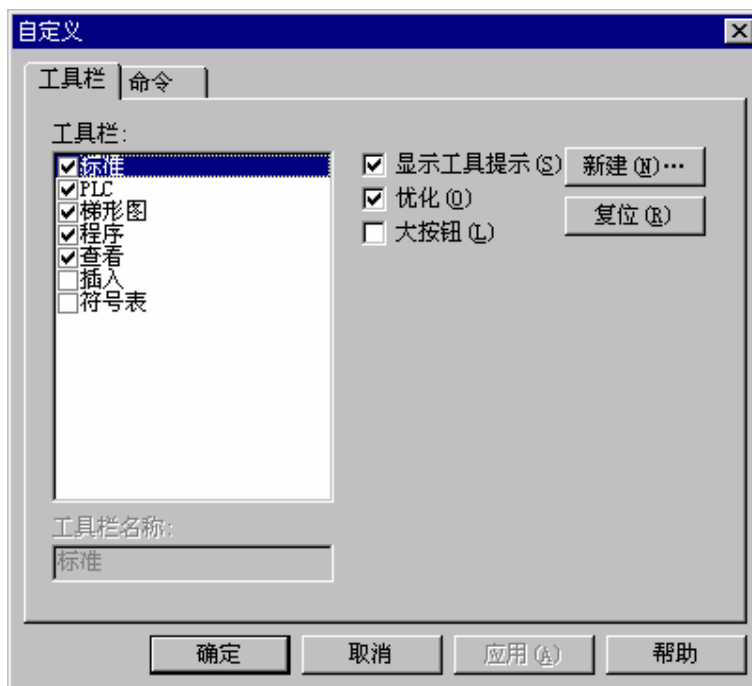 自定义
工具栏 命令
工具栏:
标准
PLC
梯形图
程序
查看
插入
符号表
显示工具提示(S)
优化(O)
大按钮(L)
新建(N)…
复位(R)
工具栏名称:
标准
确定 取消 应用(A) 帮助